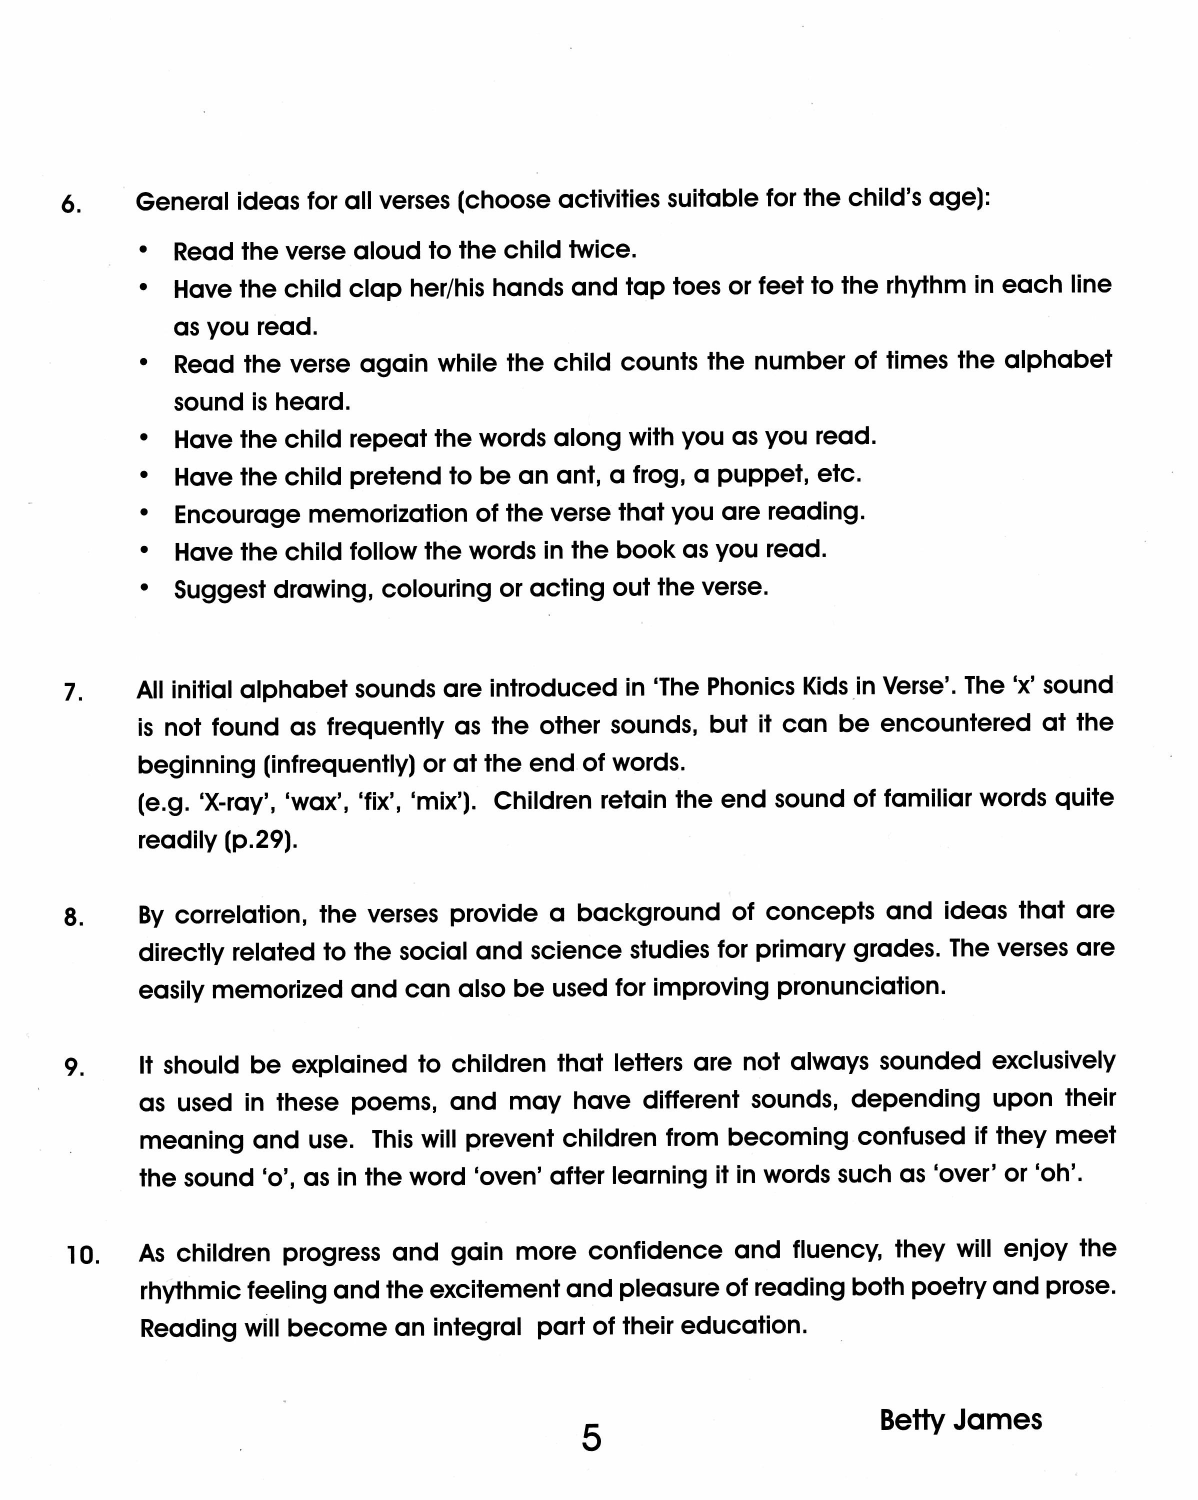 6. General ideas for all verses (choose activities suitable for the child's age):
• Read the verse aloud to the child twice.
• Have the child clap her/his hands and tap toes or feet to the rhythm in each line
as you read.
• Read the verse again while the child counts the number of times the alphabet
sound is heard.
• Have the child repeat the words along with you as you read.
• Have the child pretend to be an ant, a frog, a puppet, etc.
• Encourage memorization of the verse that you are reading.
• Have the child follow the words in the book as you read.
• Suggest drawing, colouring or acting out the verse.
7. All initial alphabet sounds are introduced in ‘The Phonics Kids in Verse’. The ‘x’ sound
is not found as frequently as the other sounds, but it can be encountered at the
beginning (infrequently) or at the end of words.
(e.g. ‘X-ray’, ‘wax’, ‘fix’, ‘mix’).  Children retain the end sound of familiar words quite
readily (p.29).
8. By correlation, the verses provide a background of concepts and ideas that are
directly related to the social and science studies for primary grades. The verses are
easily memorized and can also be used for improving pronunciation.
9. It should be explained to children that letters are not always sounded exclusively
as used in these poems, and may have different sounds, depending upon their
meaning and use.  This will prevent children from becoming confused if they meet
the sound ‘o’, as in the word ‘oven’ after learning it in words such as ‘over’ or ‘oh’.
10. As children progress and gain more confidence and fluency, they will enjoy the
rhythmic feeling and the excitement and pleasure of reading both poetry and prose.
Reading will become an integral  part of their education.
Betty James
5